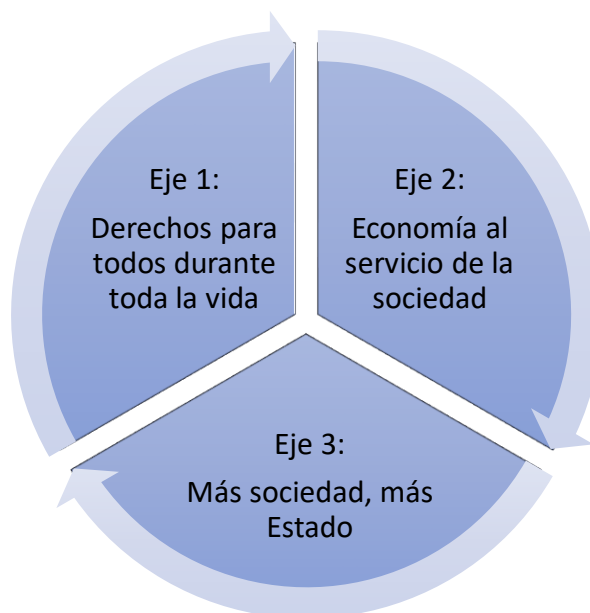 Eje 1:
Derechos para
todos durante
toda la vida
Eje 2:
Economía al
servicio de la
sociedad
Eje 3:
Más sociedad, más
Estado